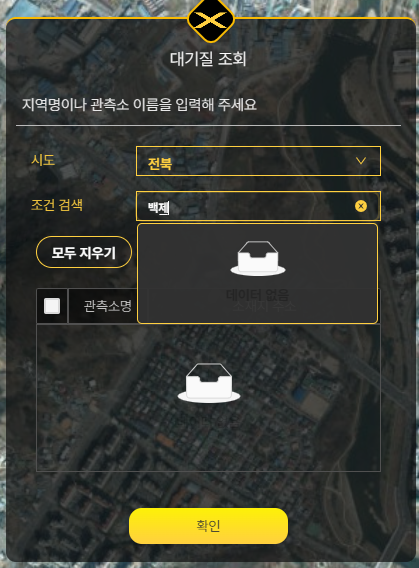 대기질 조회
지역명이나 관측소 이름을 입력해 주세요
시도
전북
조건 검색
백제
모두 지우기
데이터 없음
관측소명
확인